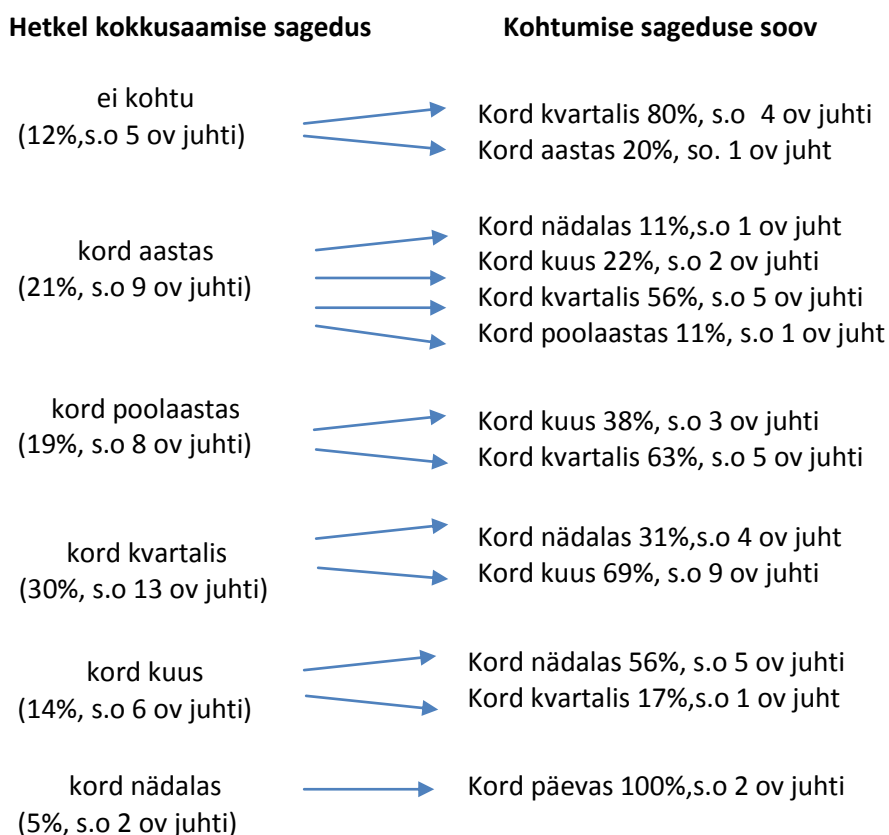 Hetkel kokkusaamise sagedus
Kohtumise sageduse soov
ei kohtu
(12%,s.o 5 ov juhti)
Kord kvartalis 80%, s.o 4 ov juhti
Kord aastas 20%, so. 1 ov juht
kord aastas
(21%, s.o 9 ov juhti)
Kord nädalas 11%,s.o 1 ov juht
Kord kuus 22%, s.o 2 ov juhti
Kord kvartalis 56%, s.o 5 ov juhti
Kord poolaastas 11%, s.o 1 ov juht
kord poolaastas
(19%, s.o 8 ov juhti)
Kord kuus 38%, s.o 3 ov juhti
Kord kvartalis 63%, s.o 5 ov juhti
kord kvartalis
(30%, s.o 13 ov juhti)
Kord nädalas 31%,s.o 4 ov juht
Kord kuus 69%, s.o 9 ov juhti
kord kuus
(14%, s.o 6 ov juhti)
Kord nädalas 56%, s.o 5 ov juhti
Kord kvartalis 17%,s.o 1 ov juht
kord nädalas
(5%, s.o 2 ov juhti)
Kord päevas 100%,s.o 2 ov juhti